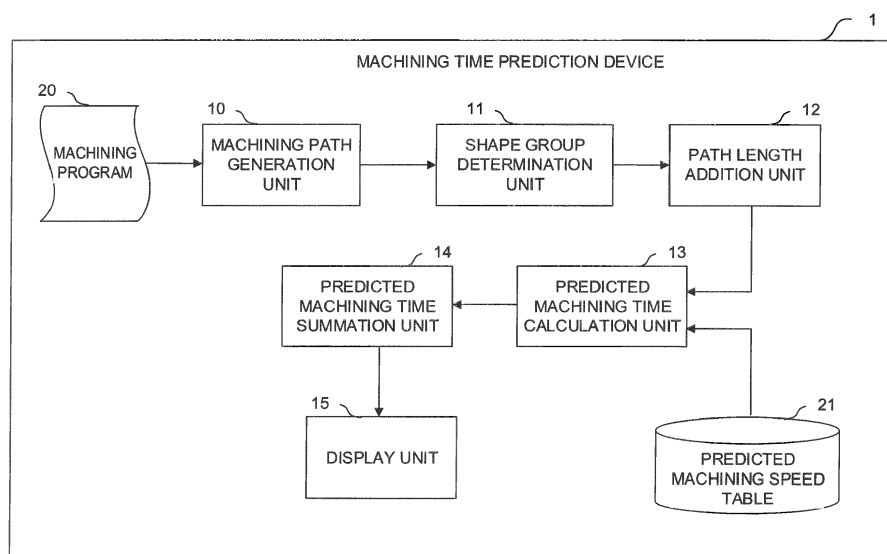 1
MACHINING TIME PREDICTION DEVICE
20
MACHINING
PROGRAM
10
MACHINING PATH
GENERATION
UNIT
11
SHAPE GROUP
DETERMINATION
UNIT
12
PATH LENGTH
ADDITION UNIT
14
PREDICTED
MACHINING TIME
SUMMATION UNIT
13
PREDICTED
MACHINING TIME
CALCULATION UNIT
15
DISPLAY UNIT
21
PREDICTED
MACHINING SPEED
TABLE